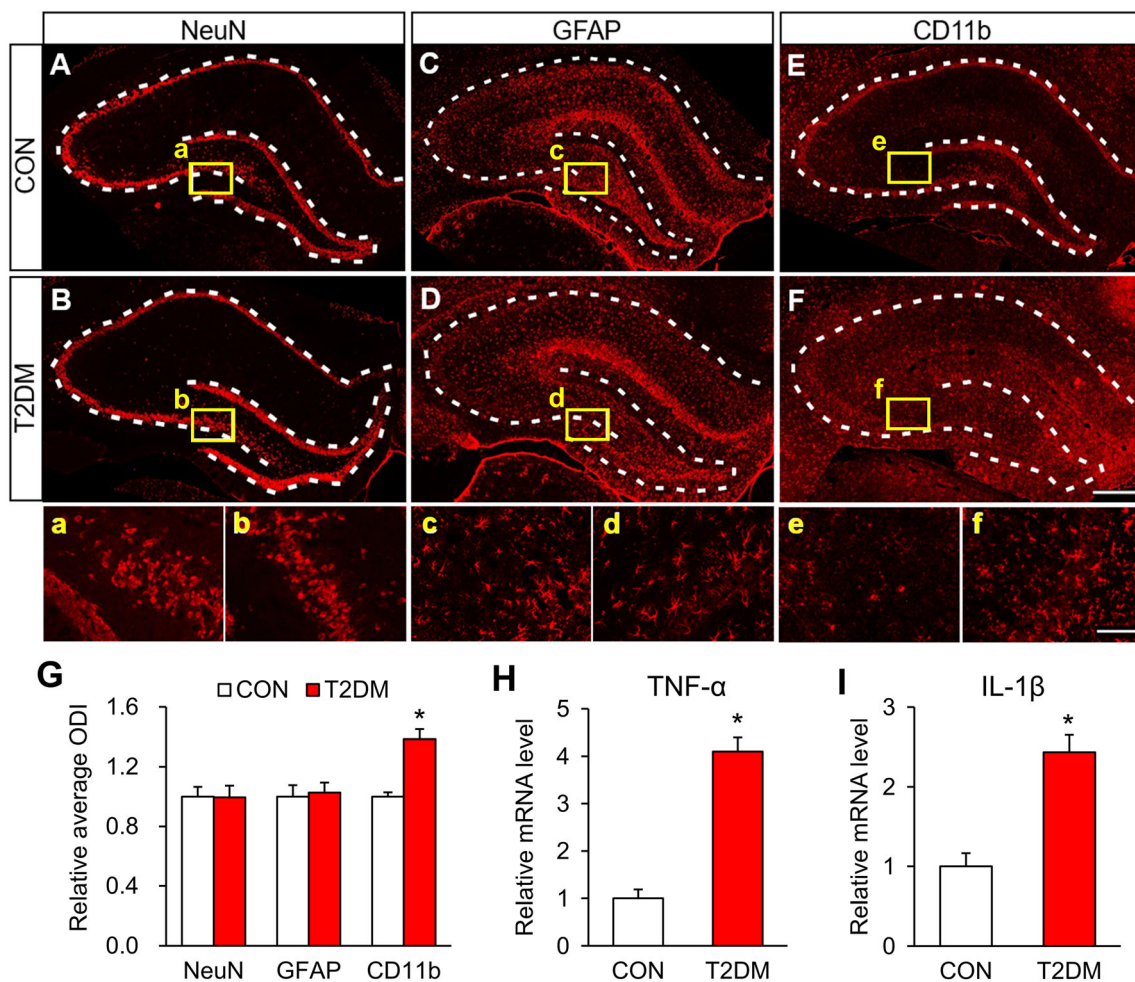 NeuN GFAP CD11b
CON
A C E
a c e
T2DM
B D F
b d f
a b c d e f
G H I
CON T2DM
TNF-α
IL-1β
Relative average ODI
1.6
1.2
0.8
0.4
0.0
*
NeuN GFAP CD11b
Relative mRNA level
5
4
3
2
1
0
*
CON T2DM
Relative mRNA level
3
2
1
0
*
CON T2DM